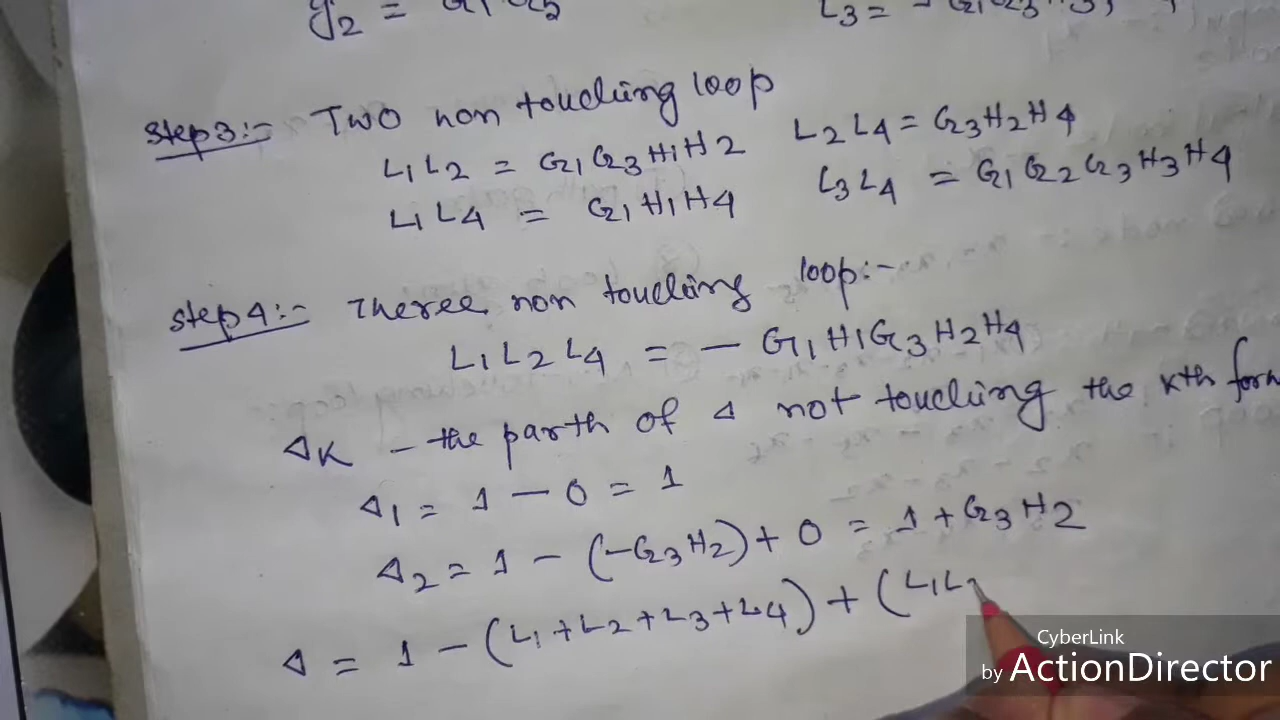 step3:- Two non touching loop
L1L2 = G1G3H1H2 L2L4 = G3H2H4
L1L4 = G1H1H4 L3L4 = G1G2G3H3H4
step4:- Theree non touching loop:-
L1L2L4 = - G1H1G3H2H4
ΔK - the parth of Δ not touching the kth form
Δ1 = 1 - 0 = 1
Δ2 = 1 - (-G3H2) + 0 = 1 + G3H2
Δ = 1 - (L1+L2+L3+L4) + (L1L2
CyberLink
by ActionDirector